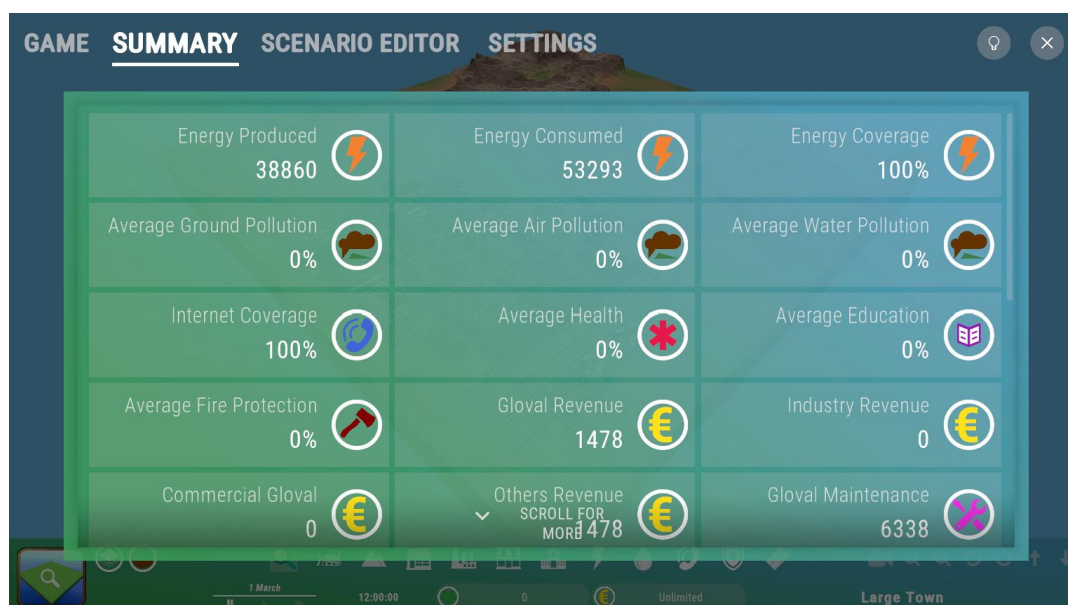 GAME SUMMARY SCENARIO EDITOR SETTINGS
Energy Produced
38860
Energy Consumed
53293
Energy Coverage
100%
Average Ground Pollution
0%
Average Air Pollution
0%
Average Water Pollution
0%
Internet Coverage
100%
Average Health
0%
Average Education
0%
Average Fire Protection
0%
Gloval Revenue
1478
Industry Revenue
0
Commercial Gloval
0
Others Revenue
1478
SCROLL FOR
MORE
Gloval Maintenance
6338
1 March
12:00:00
0
Unlimited
Large Town